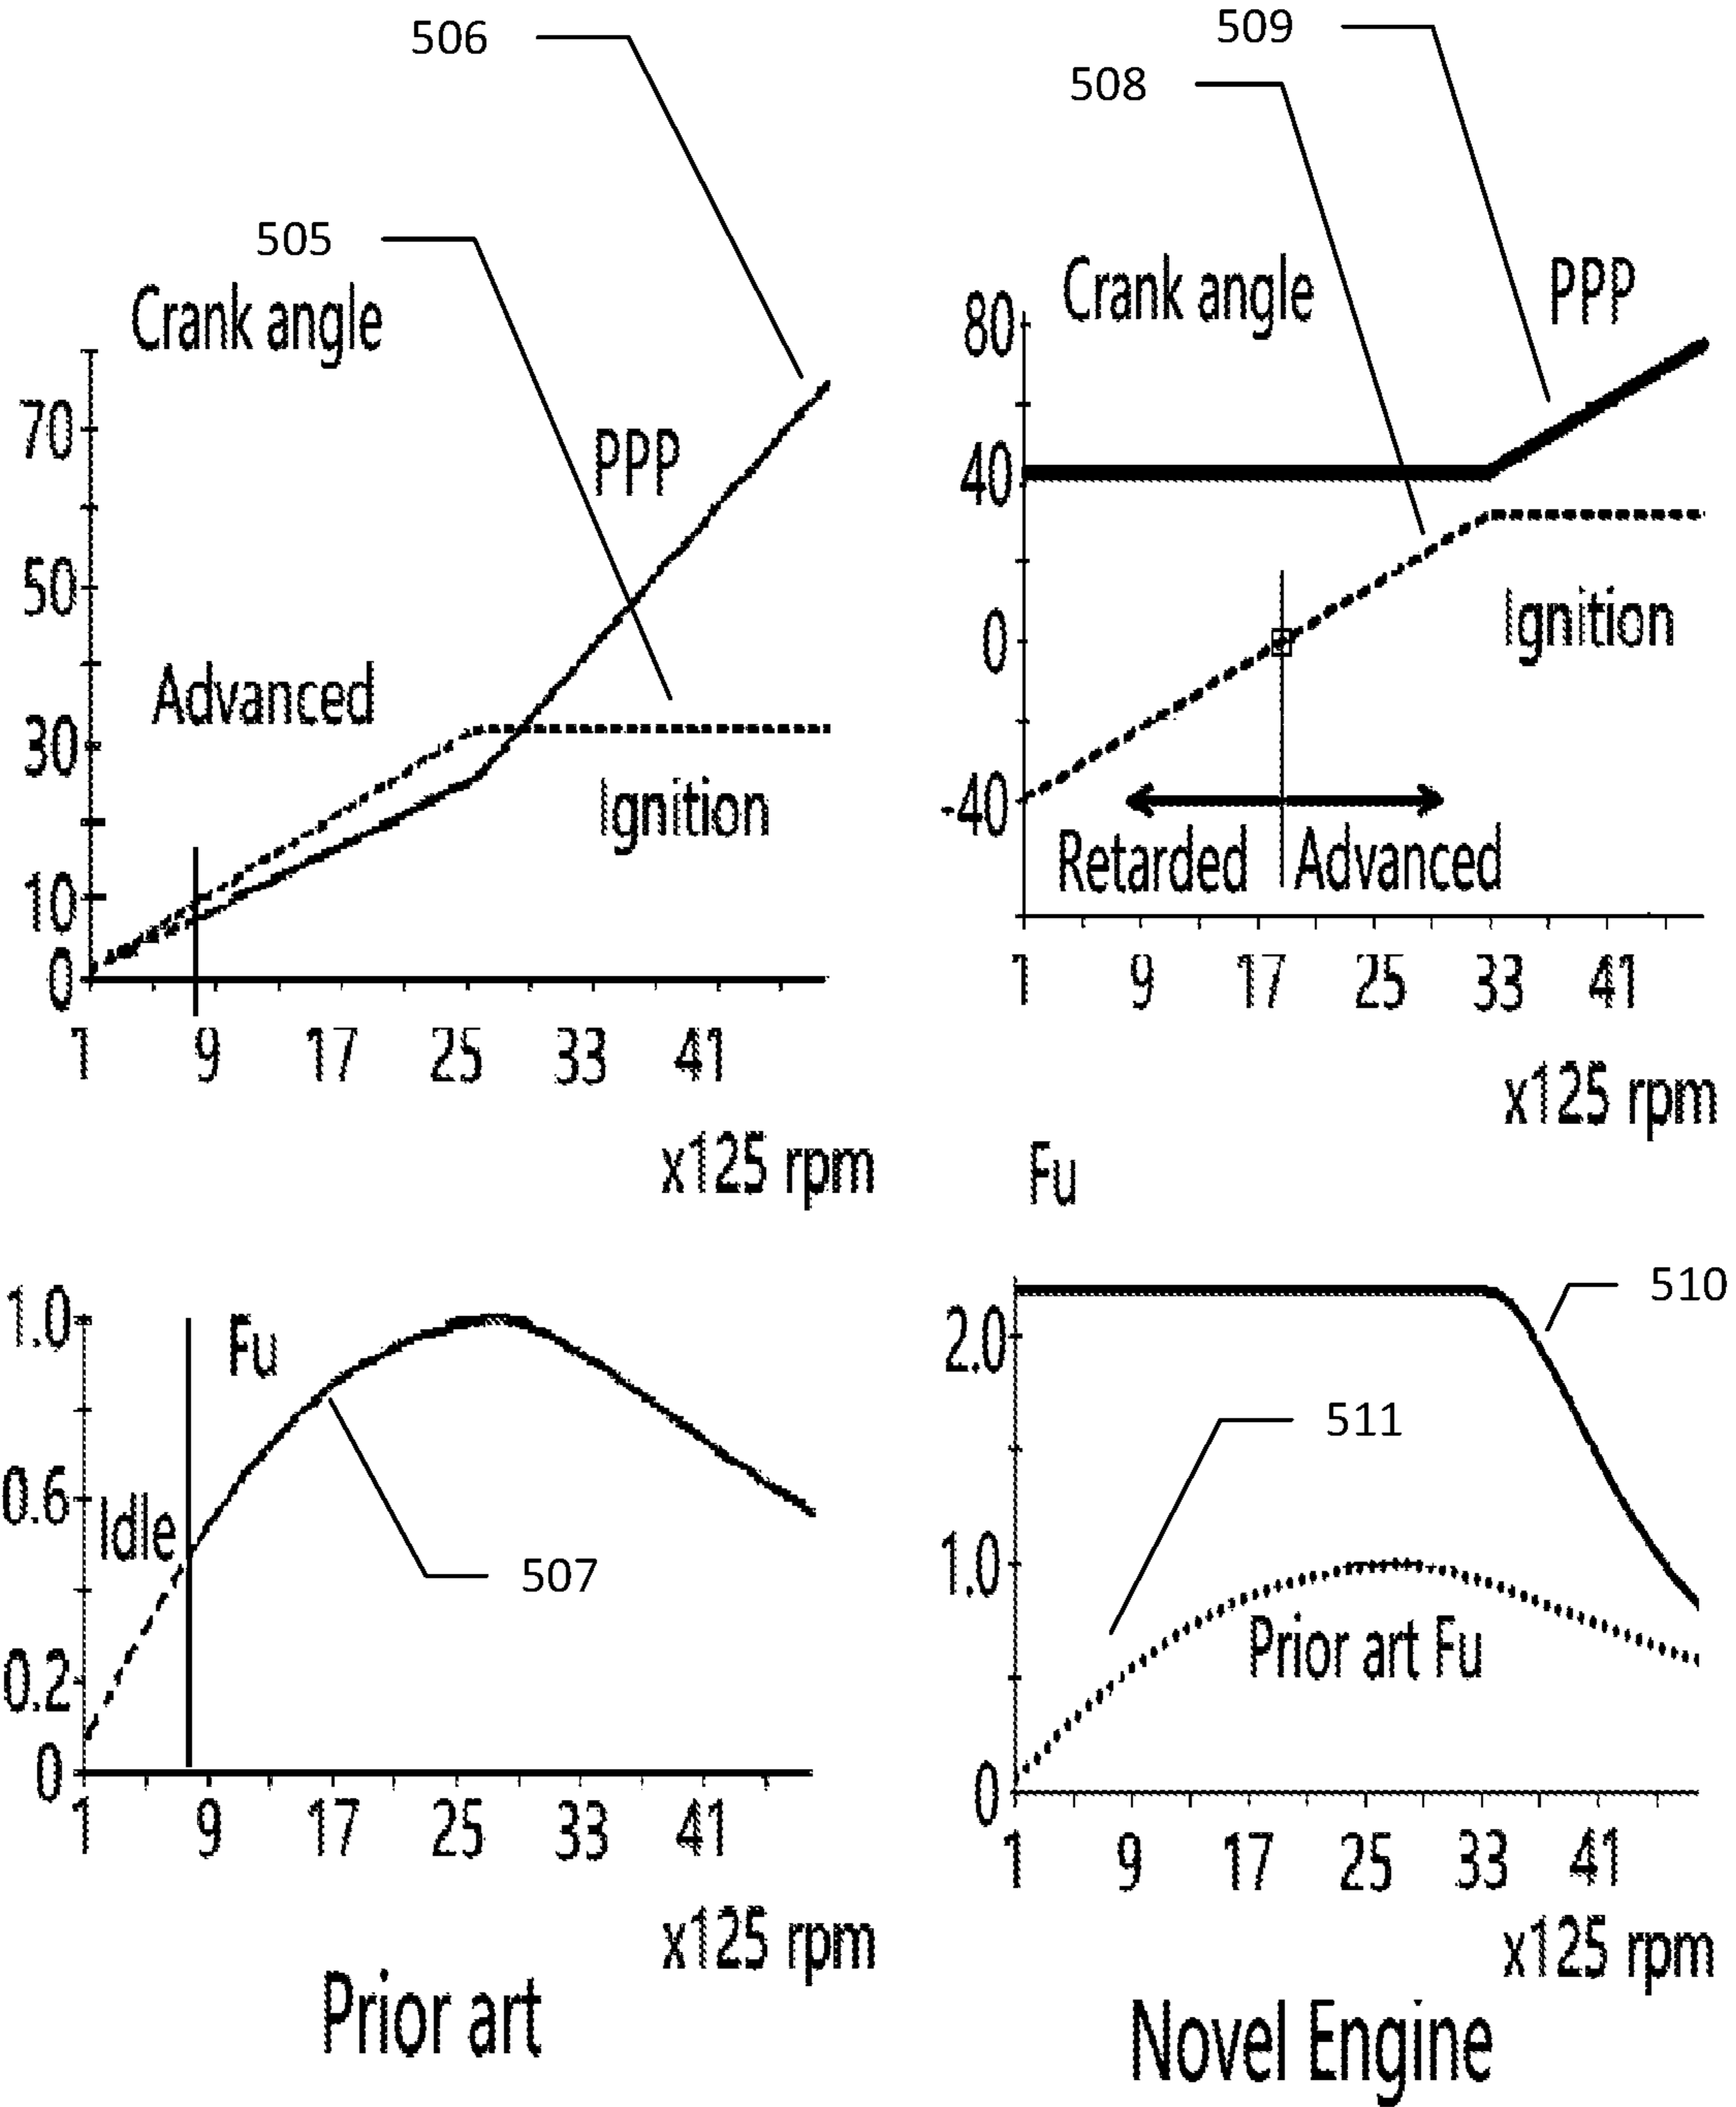 506
505
Crank angle
70
PPP
50
Advanced
30
Ignition
10
0
1 9 17 25 33 41
x125 rpm
509
508
Crank angle
PPP
80
40
0
Ignition
-40
Retarded Advanced
1 9 17 25 33 41
x125 rpm
1.0
Fu
0.6
Idle
507
0.2
0
1 9 17 25 33 41
x125 rpm
Prior art
Fu
510
2.0
511
1.0
Prior art Fu
0
1 9 17 25 33 41
x125 rpm
Novel Engine